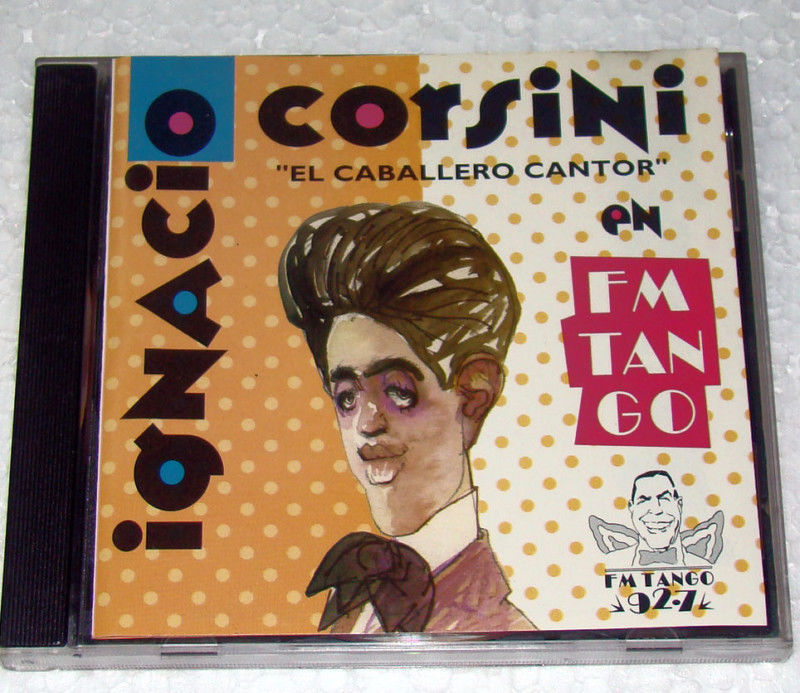 IGNACIO
CORSINI
"EL CABALLERO CANTOR"
EN
FM
TAN
GO
FM TANGO
92.7